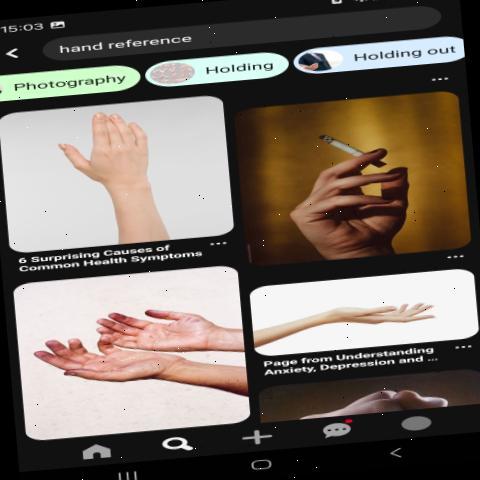 15:03
hand reference
Photography
Holding
Holding out
6 Surprising Causes of
Common Health Symptoms
Page from Understanding
Anxiety, Depression and ...